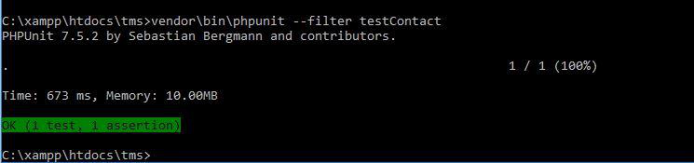 C:\xampp\htdocs\tms>vendor\bin\phpunit --filter testContact
PHPUnit 7.5.2 by Sebastian Bergmann and contributors.
. 1 / 1 (100%)
Time: 673 ms, Memory: 10.00MB
OK (1 test, 1 assertion)
C:\xampp\htdocs\tms>